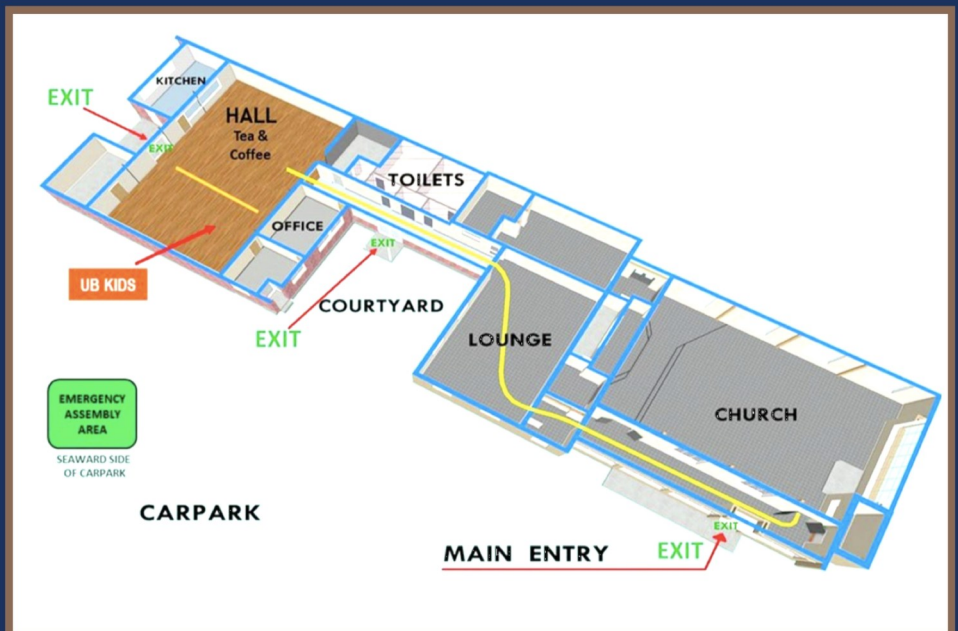 KITCHEN
EXIT
EXIT
HALL
Tea &
Coffee
TOILETS
OFFICE
EXIT
UB KIDS
COURTYARD
EXIT
LOUNGE
EMERGENCY
ASSEMBLY
AREA
SEAWARD SIDE
OF CARPARK
CHURCH
CARPARK
EXIT
MAIN ENTRY EXIT